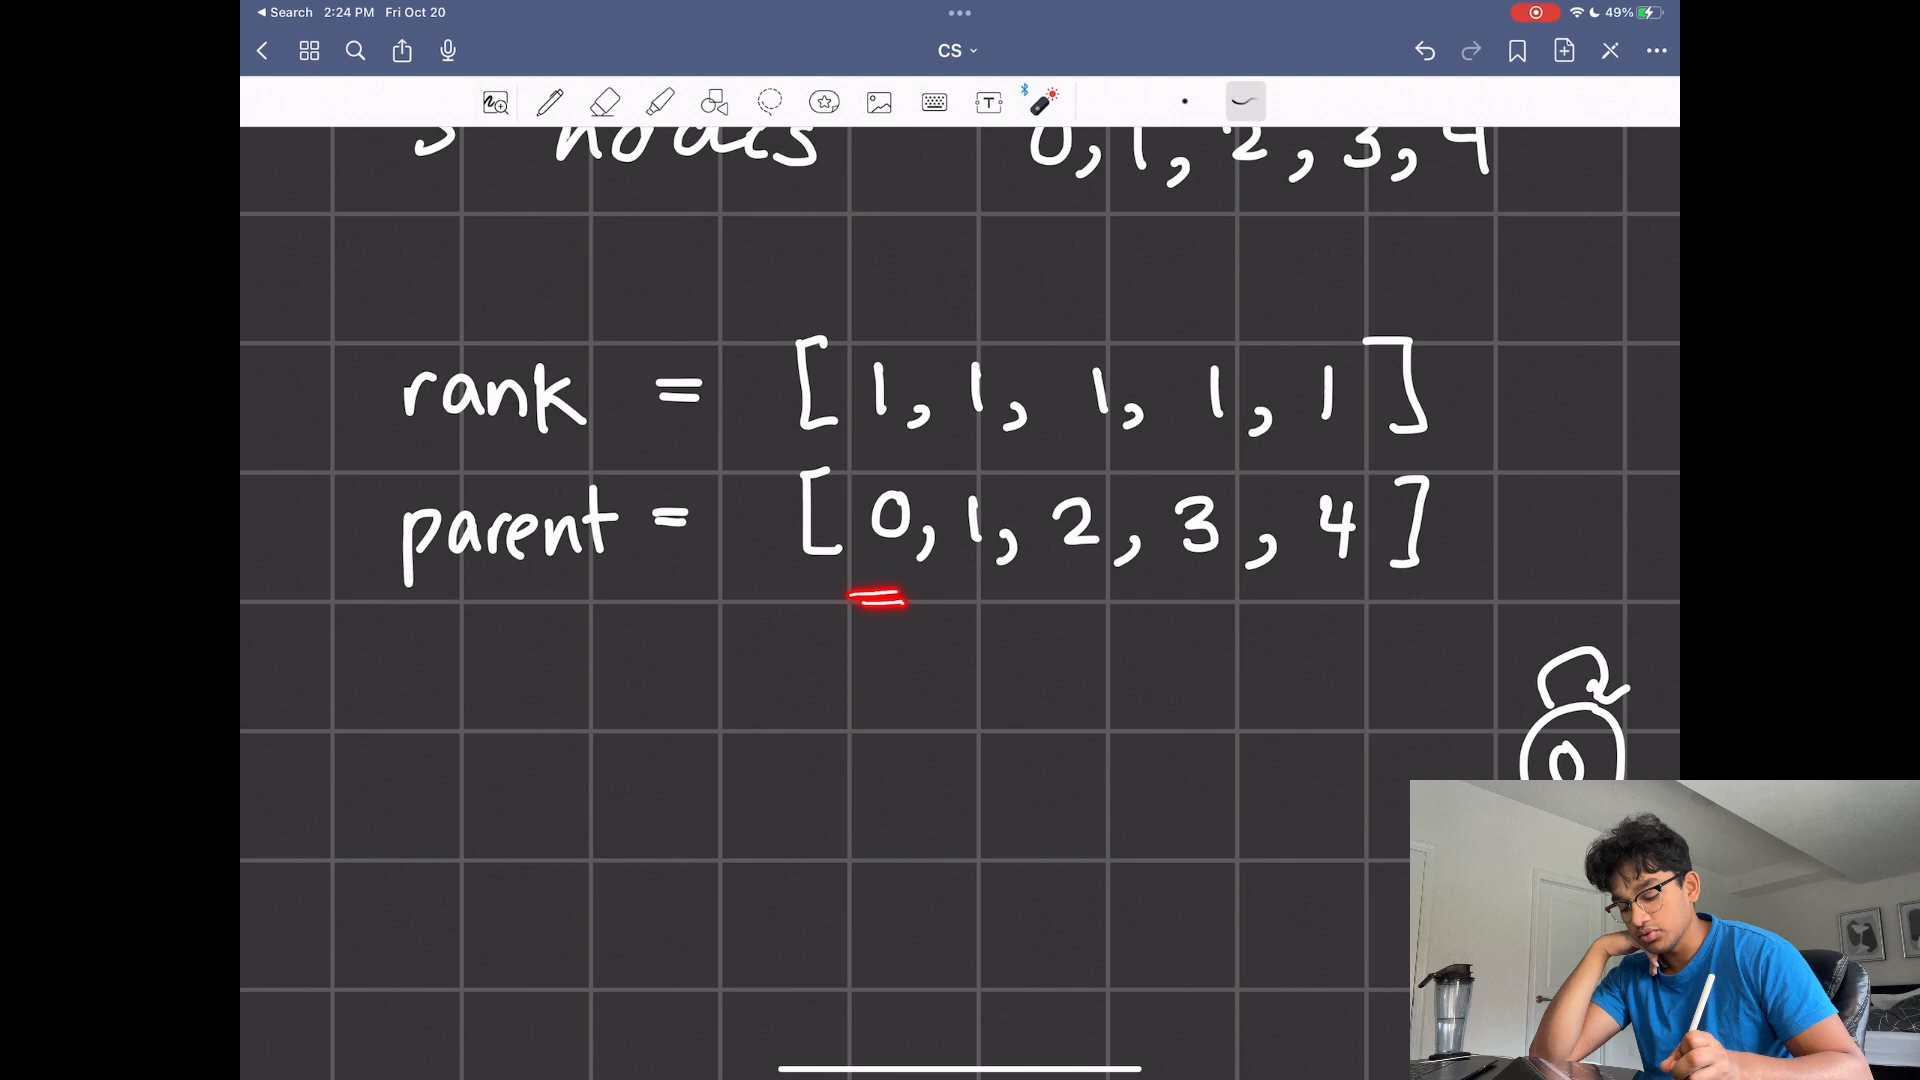 Search 2:24 PM Fri Oct 20
49%
CS
T
5 nodes 0, 1, 2, 3, 4
rank = [ 1, 1, 1, 1, 1 ]
parent = [ 0, 1, 2, 3, 4 ]
0